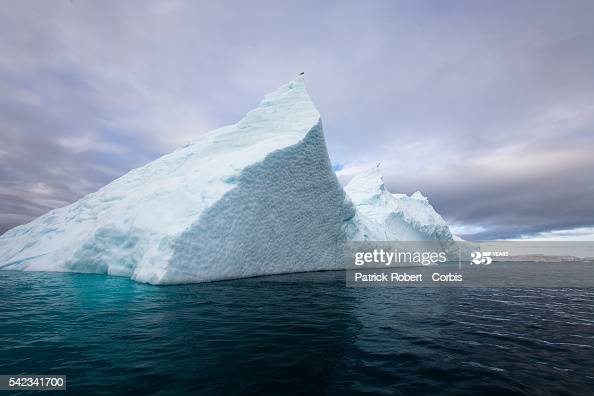 gettyimages 25 YEARS
Patrick Robert Corbis
542341700